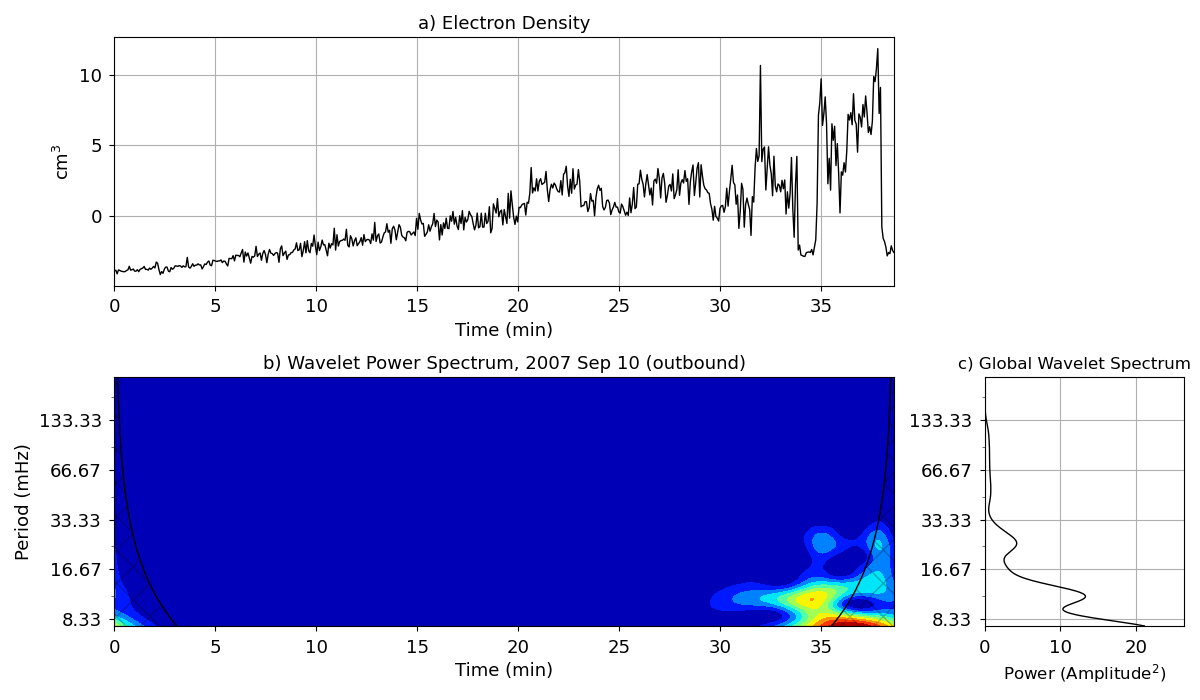 a) Electron Density
cm³
10
5
0
0 5 10 15 20 25 30 35
Time (min)
b) Wavelet Power Spectrum, 2007 Sep 10 (outbound)
Period (mHz)
133.33
66.67
33.33
16.67
8.33
0 5 10 15 20 25 30 35
Time (min)
c) Global Wavelet Spectrum
133.33
66.67
33.33
16.67
8.33
0 10 20
Power (Amplitude²)